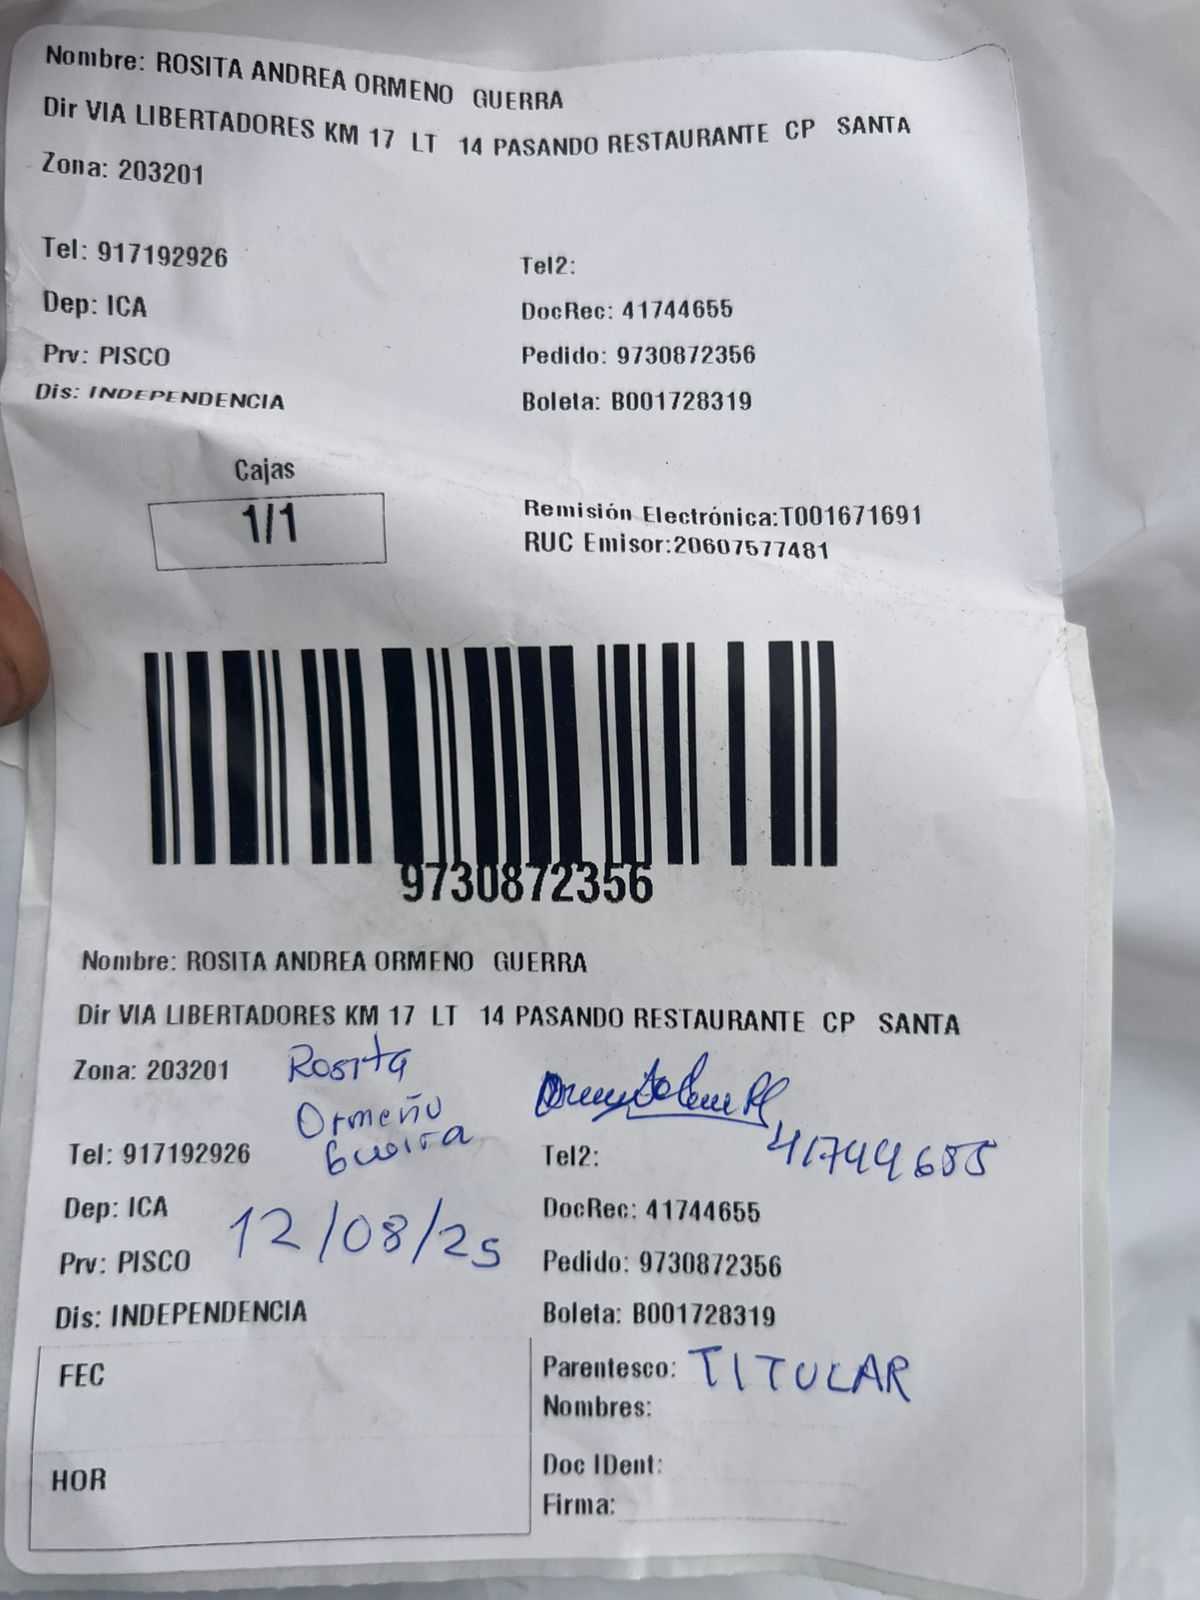 Nombre: ROSITA ANDREA ORMENO GUERRA
Dir VIA LIBERTADORES KM 17 LT 14 PASANDO RESTAURANTE CP SANTA
Zona: 203201
Tel: 917192926
Tel2:
Dep: ICA
DocRec: 41744655
Prv: PISCO
Pedido: 9730872356
Dis: INDEPENDENCIA
Boleta: B001728319
Cajas
1/1
Remisión Electrónica:T001671691
RUC Emisor:20607577481
9730872356
Nombre: ROSITA ANDREA ORMENO GUERRA
Dir VIA LIBERTADORES KM 17 LT 14 PASANDO RESTAURANTE CP SANTA
Zona: 203201
Rosita
Ormeño
Guerra
Tel: 917192926
Tel2:
41744655
Dep: ICA
DocRec: 41744655
12/08/25
Prv: PISCO
Pedido: 9730872356
Dis: INDEPENDENCIA
Boleta: B001728319
FEC
Parentesco: TITULAR
Nombres:
HOR
Doc IDent:
Firma: